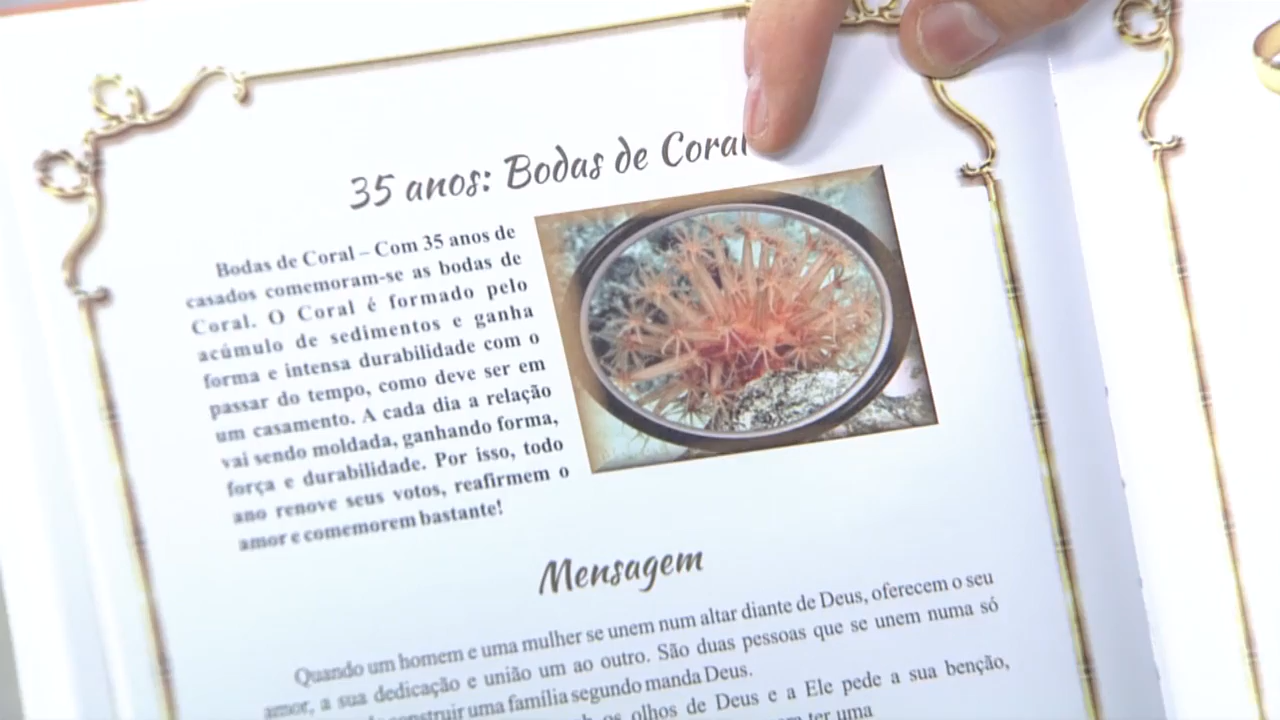 35 anos: Bodas de Coral
Bodas de Coral – Com 35 anos de
casados comemoram-se as bodas de
Coral. O Coral é formado pelo
acúmulo de sedimentos e ganha
forma e intensa durabilidade com o
passar do tempo, como deve ser em
um casamento. A cada dia a relação
vai sendo moldada, ganhando forma,
força e durabilidade. Por isso, todo
ano renove seus votos, reafirmem o
amor e comemorem bastante!
Mensagem
Quando um homem e uma mulher se unem num altar diante de Deus, oferecem o seu
amor, a sua dedicação e união um ao outro. São duas pessoas que se unem numa só
construir uma família segundo manda Deus.
os olhos de Deus e a Ele pede a sua benção,
ter uma